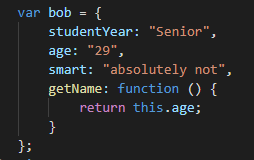 var bob = {
    studentYear: "Senior",
    age: "29",
    smart: "absolutely not",
    getName: function () {
        return this.age;
    }
};